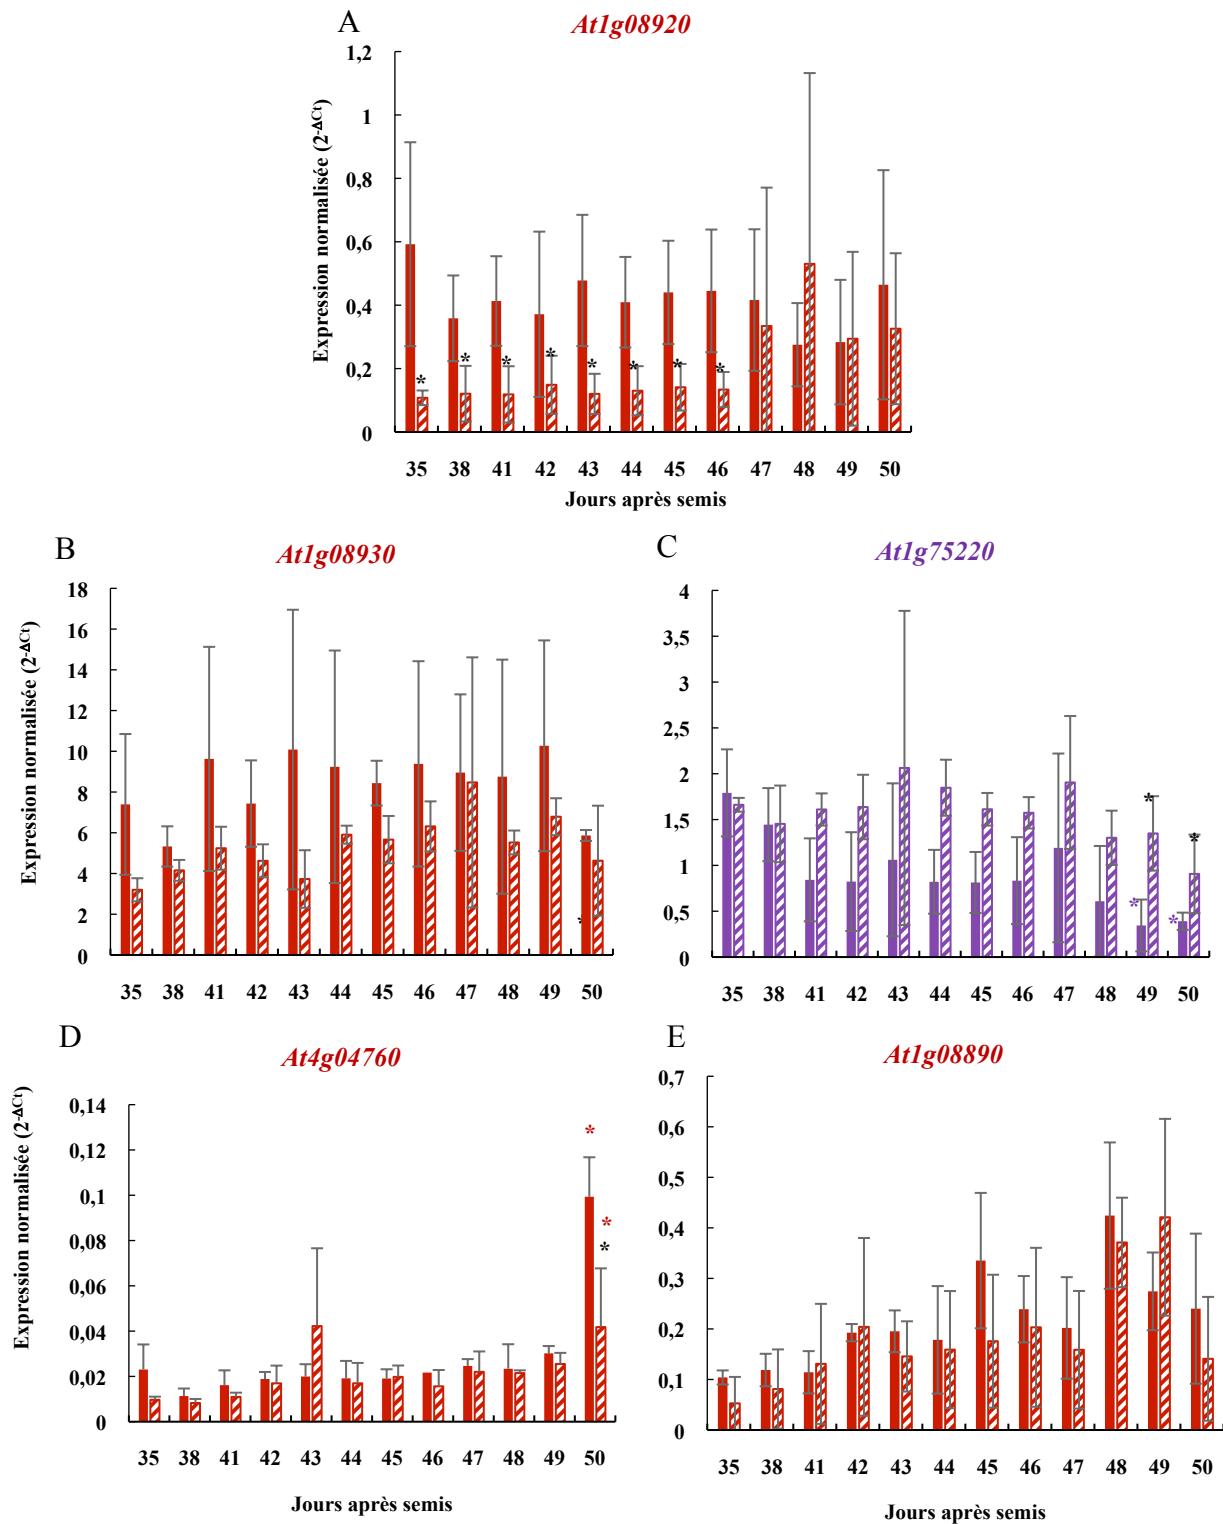 A
At1g08920
Expression normalisée (2-ΔCt)
1,2
1
0,8
0,6
0,4
0,2
0
* * * * * * * *
35 38 41 42 43 44 45 46 47 48 49 50
Jours après semis
B
At1g08930
Expression normalisée (2-ΔCt)
18
16
14
12
10
8
6
4
2
0
*
35 38 41 42 43 44 45 46 47 48 49 50
C
At1g75220
4
3,5
3
2,5
2
1,5
1
0,5
0
* *
* *
35 38 41 42 43 44 45 46 47 48 49 50
D
At4g04760
Expression normalisée (2-ΔCt)
0,14
0,12
0,1
0,08
0,06
0,04
0,02
0
*
*
*
35 38 41 42 43 44 45 46 47 48 49 50
Jours après semis
E
At1g08890
0,7
0,6
0,5
0,4
0,3
0,2
0,1
0
35 38 41 42 43 44 45 46 47 48 49 50
Jours après semis